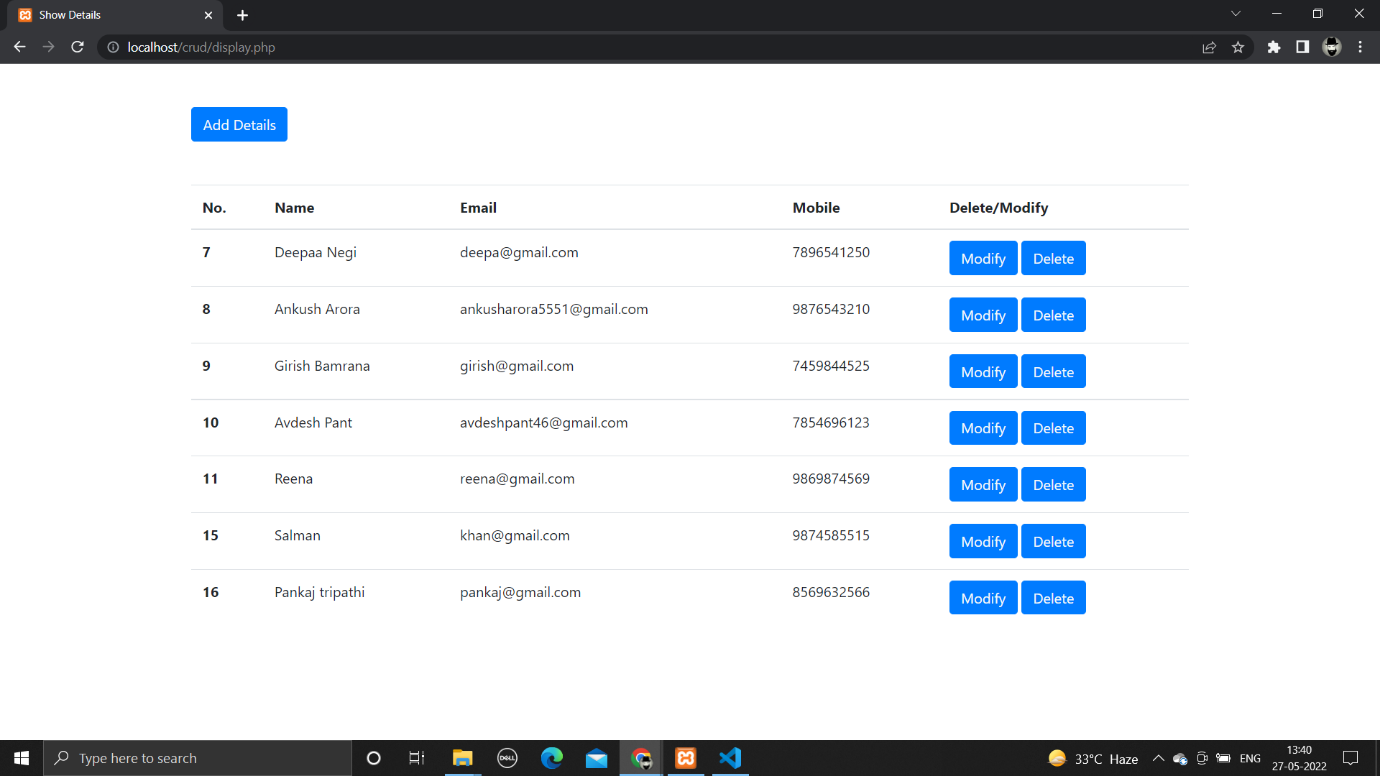 Show Details
localhost/crud/display.php
Add Details
No. Name Email Mobile Delete/Modify
7 Deepaa Negi deepa@gmail.com 7896541250 Modify Delete
8 Ankush Arora ankusharora5551@gmail.com 9876543210 Modify Delete
9 Girish Bamrana girish@gmail.com 7459844525 Modify Delete
10 Avdesh Pant avdeshpant46@gmail.com 7854696123 Modify Delete
11 Reena reena@gmail.com 9869874569 Modify Delete
15 Salman khan@gmail.com 9874585515 Modify Delete
16 Pankaj tripathi pankaj@gmail.com 8569632566 Modify Delete
Type here to search DELL 33°C Haze ENG 13:40
27-05-2022